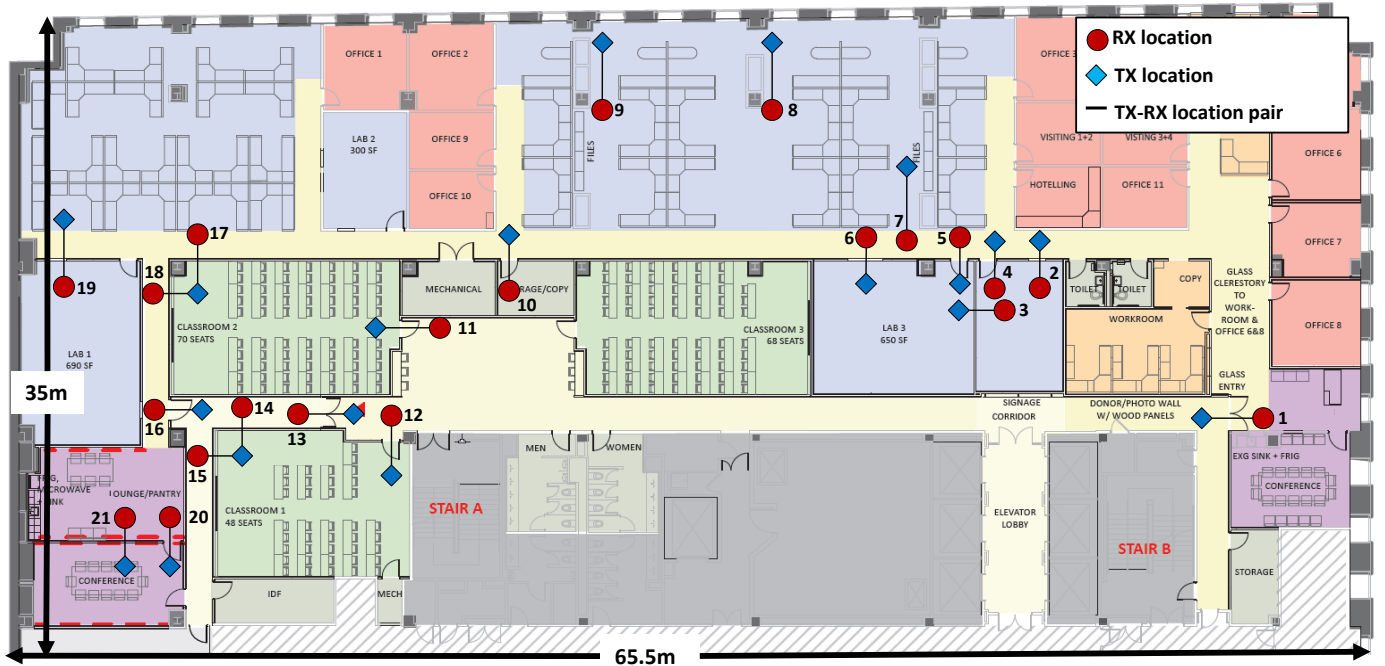 RX location
TX location
TX-RX location pair
OFFICE 1
OFFICE 2
OFFICE 3
9
8
LAB 2
300 SF
OFFICE 9
FILES
FILES
VISITING 1+2
VISTING 3+4
OFFICE 6
OFFICE 10
HOTELLING
OFFICE 11
17
7
6
5
OFFICE 7
18
19
MECHANICAL
RAGE/COPY
10
4
2
TOILET
TOILET
COPY
GLASS
CLERESTORY
TO
WORK-
ROOM &
OFFICE 6&8
3
11
CLASSROOM 2
70 SEATS
CLASSROOM 3
68 SEATS
LAB 3
650 SF
WORKROOM
OFFICE 8
LAB 1
690 SF
35m
GLASS
ENTRY
14
16
13
12
SIGNAGE
CORRIDOR
DONOR/PHOTO WALL
W/ WOOD PANELS
1
15
MEN
WOMEN
EXG SINK + FRIG
FRIG,
MICROWAVE
+ SINK
OUNGE/PANTRY
CONFERENCE
21
20
CLASSROOM 1
48 SEATS
STAIR A
ELEVATOR
LOBBY
STAIR B
CONFERENCE
STORAGE
IDF
MECH
65.5m